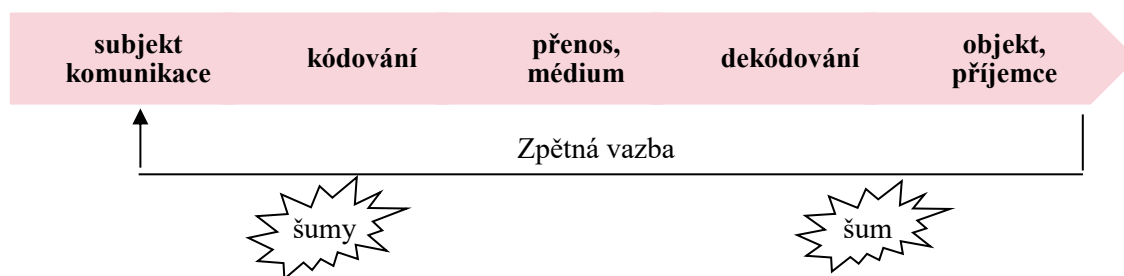 subjekt
komunikace
kódování
přenos,
médium
dekódování
objekt,
příjemce
Zpětná vazba
šumy
šum